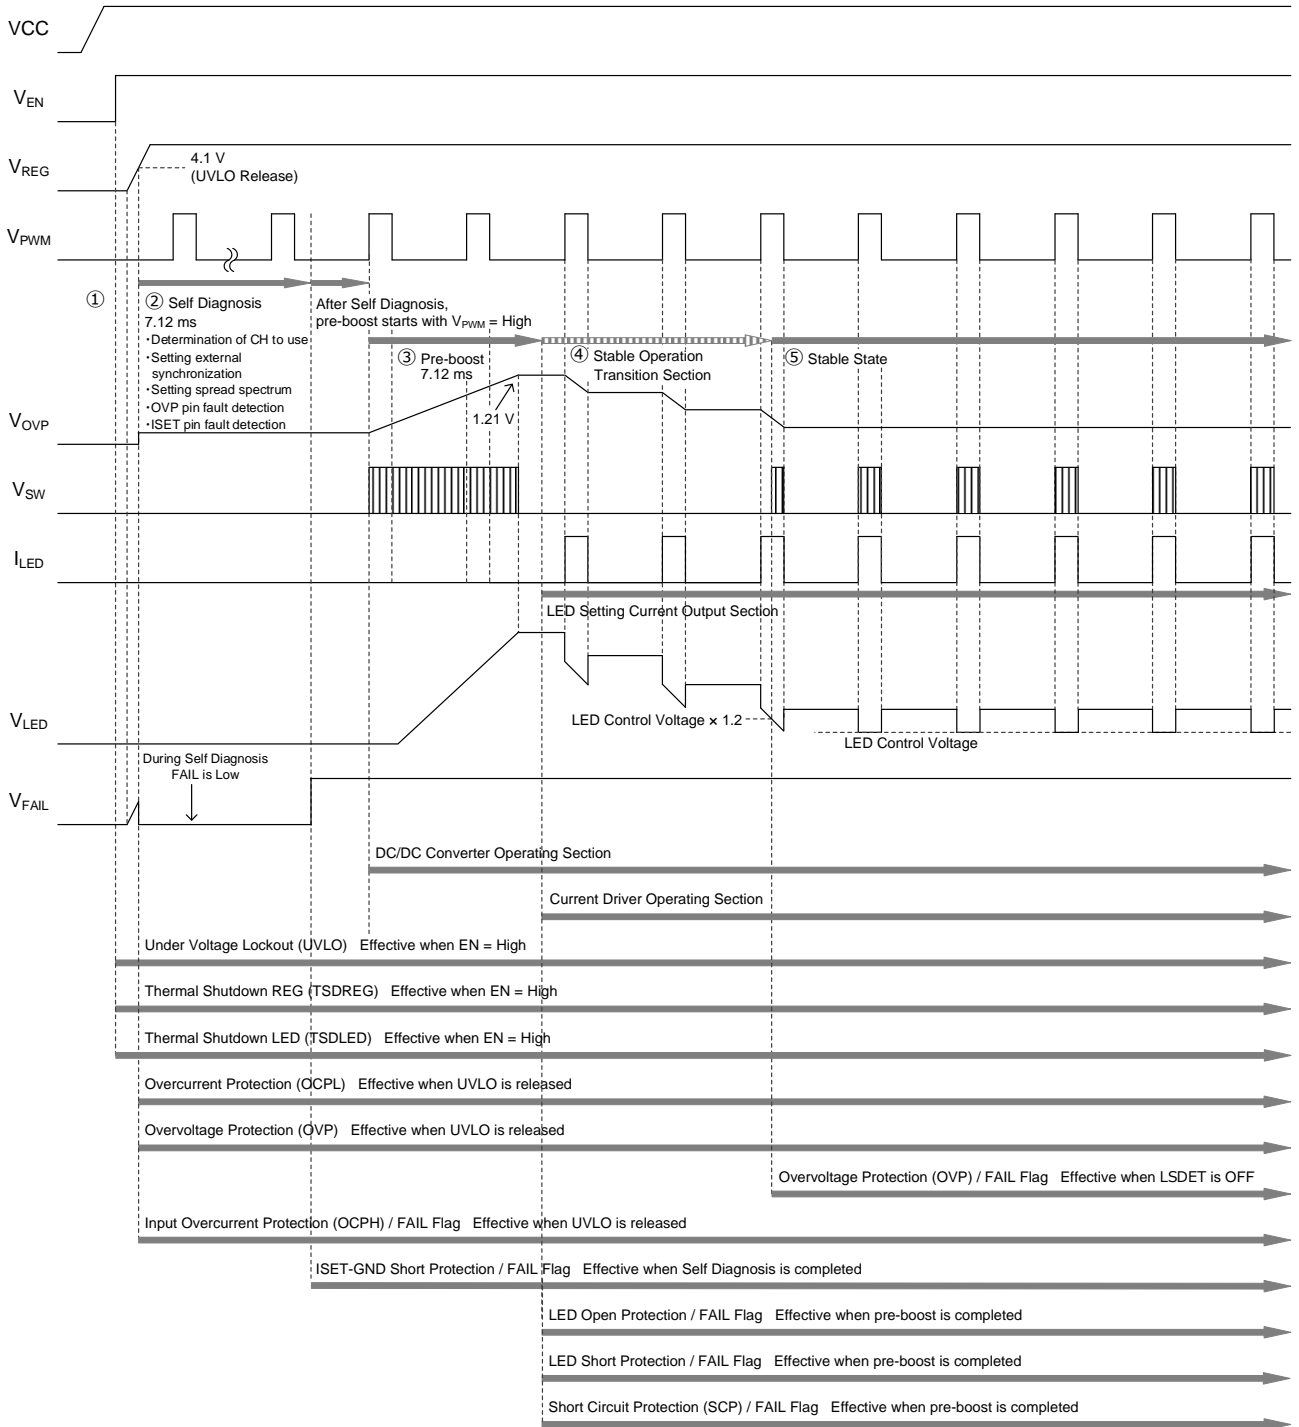 VCC
VEN
VREG
4.1 V
(UVLO Release)
VPWM
①
② Self Diagnosis
7.12 ms
・Determination of CH to use
・Setting external
synchronization
・Setting spread spectrum
・OVP pin fault detection
・ISET pin fault detection
After Self Diagnosis,
pre-boost starts with VPWM = High
③ Pre-boost
7.12 ms
④ Stable Operation
Transition Section
⑤ Stable State
1.21 V
VOVP
VSW
ILED
LED Setting Current Output Section
VLED
LED Control Voltage × 1.2
LED Control Voltage
During Self Diagnosis
FAIL is Low
VFAIL
DC/DC Converter Operating Section
Current Driver Operating Section
Under Voltage Lockout (UVLO) Effective when EN = High
Thermal Shutdown REG (TSDREG) Effective when EN = High
Thermal Shutdown LED (TSDLED) Effective when EN = High
Overcurrent Protection (OCPL) Effective when UVLO is released
Overvoltage Protection (OVP) Effective when UVLO is released
Overvoltage Protection (OVP) / FAIL Flag Effective when LSDET is OFF
Input Overcurrent Protection (OCPH) / FAIL Flag Effective when UVLO is released
ISET-GND Short Protection / FAIL Flag Effective when Self Diagnosis is completed
LED Open Protection / FAIL Flag Effective when pre-boost is completed
LED Short Protection / FAIL Flag Effective when pre-boost is completed
Short Circuit Protection (SCP) / FAIL Flag Effective when pre-boost is completed